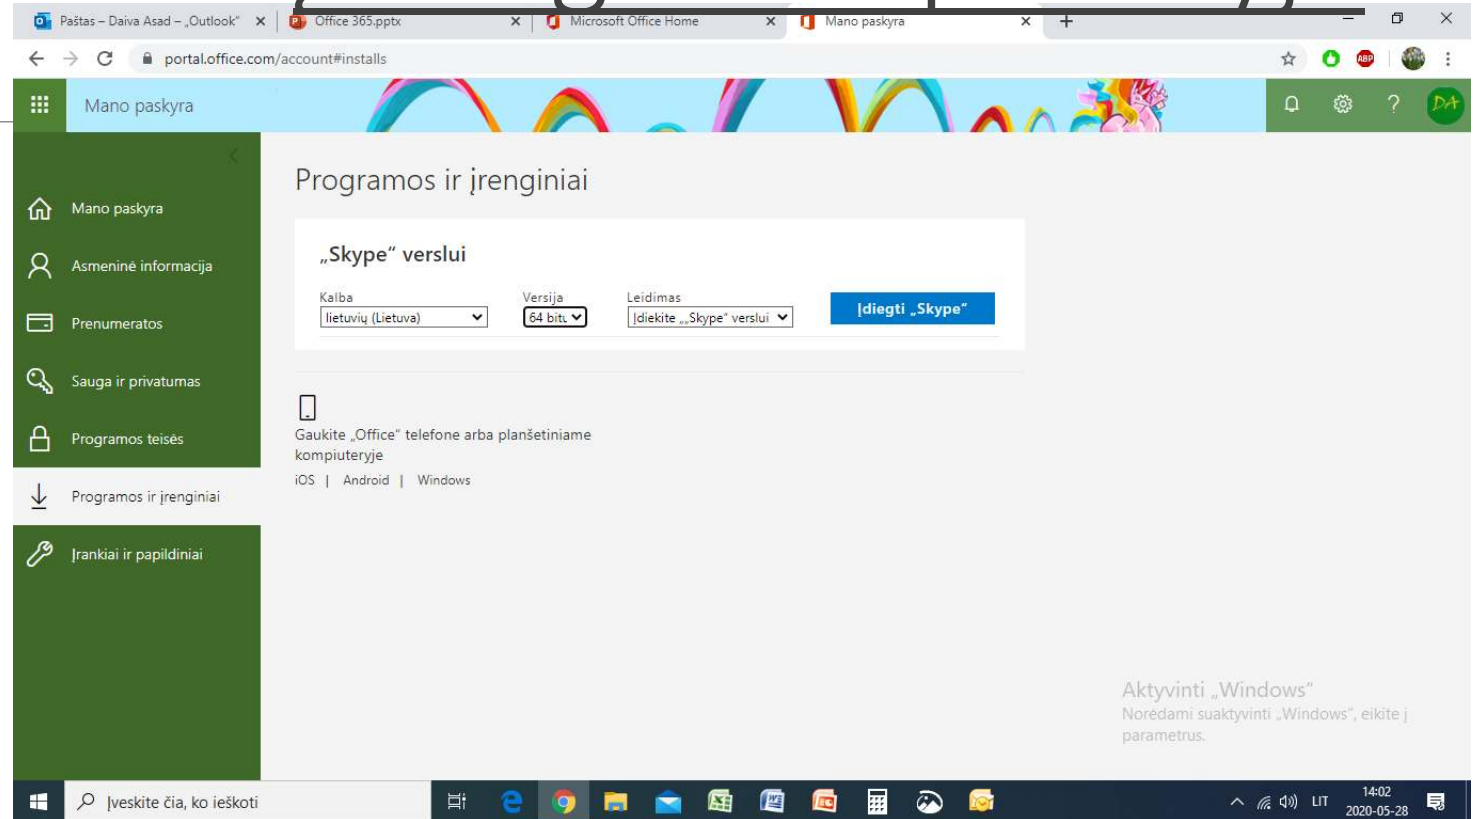 Paštas – Daiva Asad – „Outlook“
Office 365.pptx
Microsoft Office Home
Mano paskyra
portal.office.com/account#installs
ABP
Mano paskyra
DA
Programos ir įrenginiai
Mano paskyra
Asmeninė informacija
Prenumeratos
Sauga ir privatumas
Programos teisės
Programos ir įrenginiai
Įrankiai ir papildiniai
„Skype“ verslui
Kalba
Versija
Leidimas
lietuvių (Lietuva)
64 bitu
Įdiekite „„Skype“ verslui
Įdiegti „Skype“
Gaukite „Office“ telefone arba planšetiniame
kompiuteryje
iOS | Android | Windows
Aktyvinti „Windows“
Norėdami suaktyvinti „Windows“, eikite į
parametrus.
Įveskite čia, ko ieškoti
LIT
14:02
2020-05-28